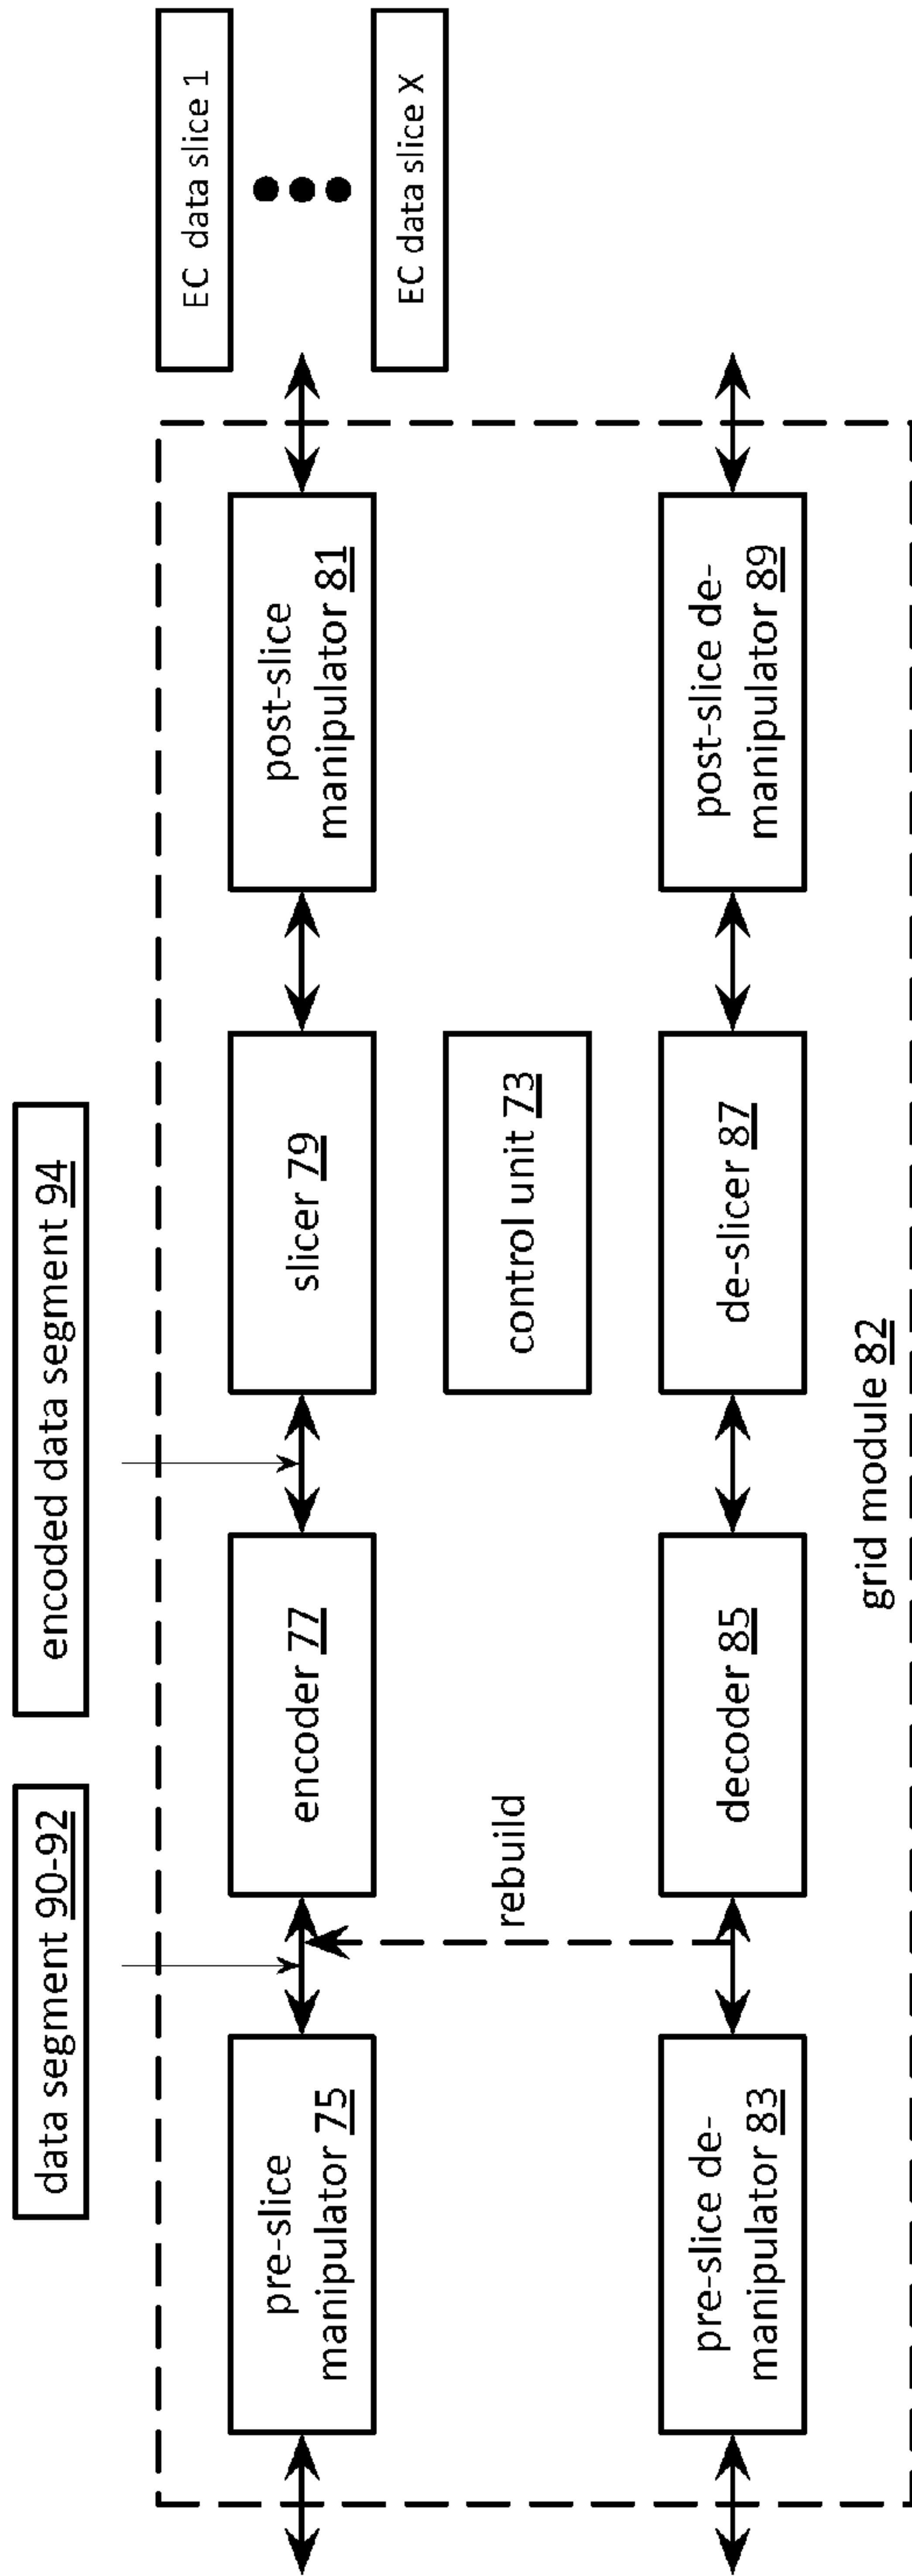 data segment 90-92
encoded data segment 94
pre-slice
manipulator 75
encoder 77
slicer 79
post-slice
manipulator 81
EC data slice 1
EC data slice X
rebuild
control unit 73
pre-slice de-
manipulator 83
decoder 85
de-slicer 87
post-slice de-
manipulator 89
grid module 82